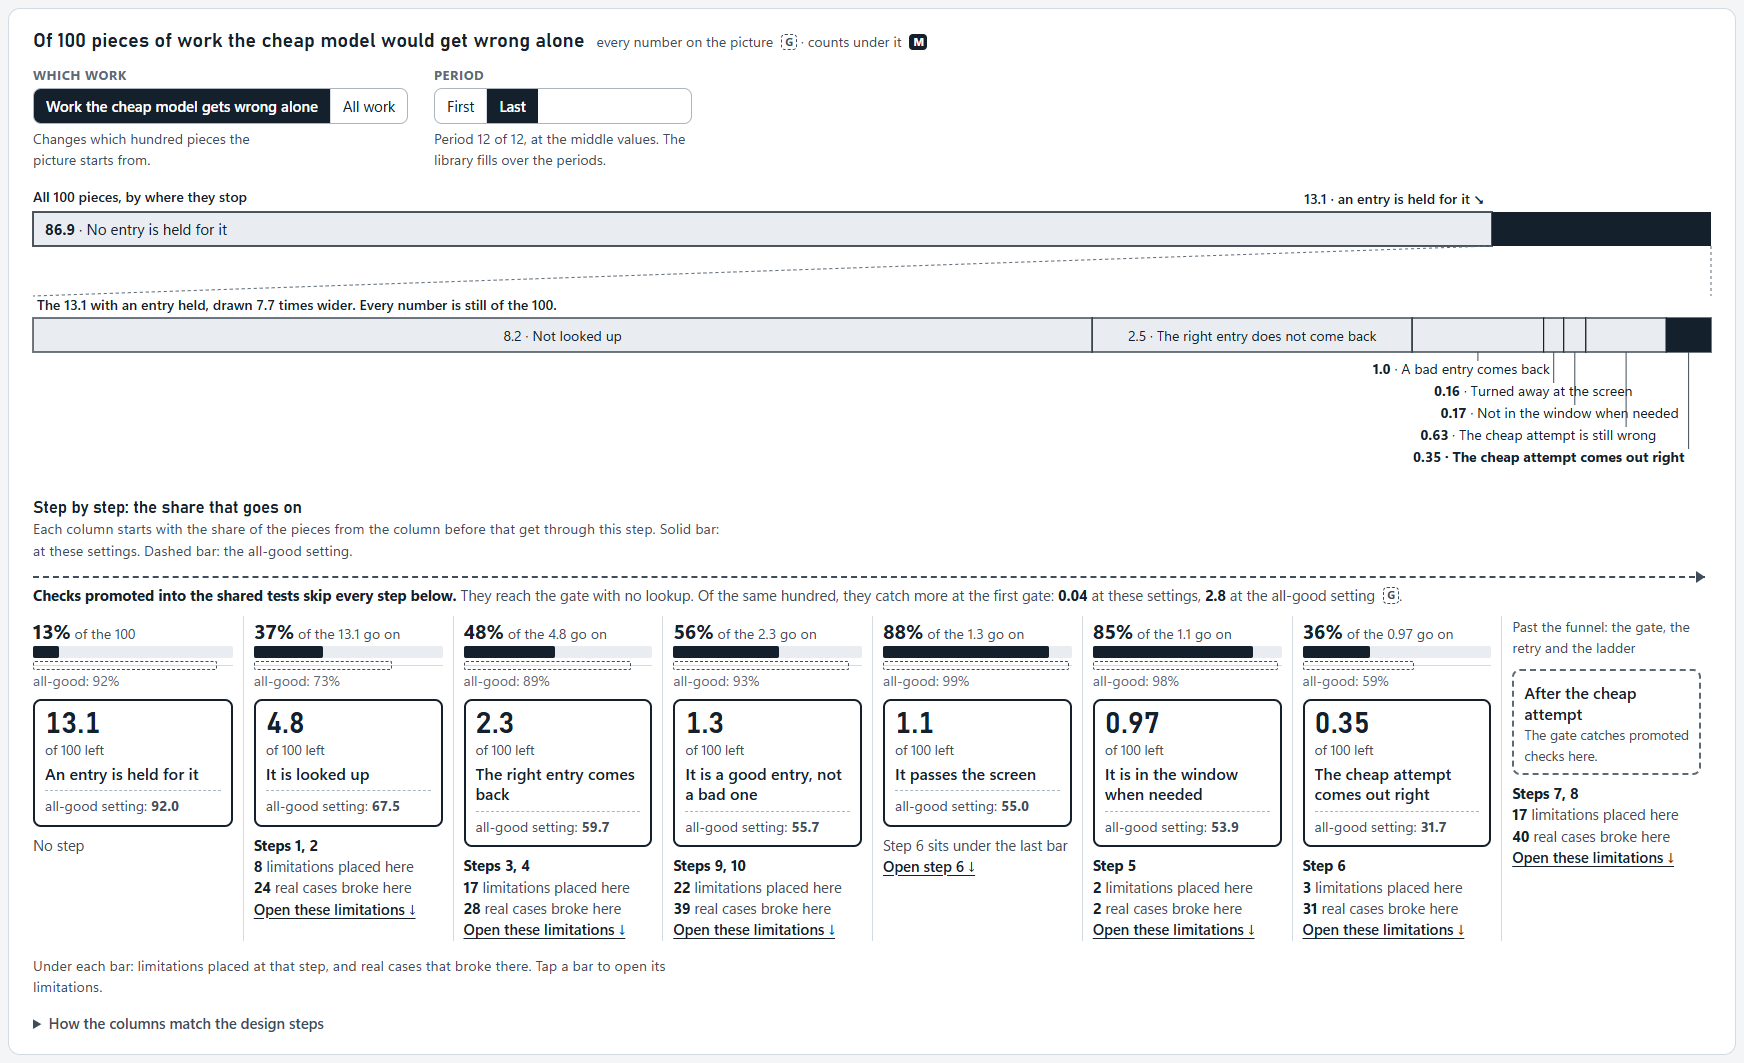 Of 100 pieces of work the cheap model would get wrong alone every number on the picture G · counts under it M
WHICH WORK
Work the cheap model gets wrong alone All work
Changes which hundred pieces the
picture starts from.
PERIOD
First Last
Period 12 of 12, at the middle values. The
library fills over the periods.
All 100 pieces, by where they stop
13.1 · an entry is held for it ↘
86.9 · No entry is held for it
The 13.1 with an entry held, drawn 7.7 times wider. Every number is still of the 100.
8.2 · Not looked up
2.5 · The right entry does not come back
1.0 · A bad entry comes back
0.16 · Turned away at the screen
0.17 · Not in the window when needed
0.63 · The cheap attempt is still wrong
0.35 · The cheap attempt comes out right
Step by step: the share that goes on
Each column starts with the share of the pieces from the column before that get through this step. Solid bar:
at these settings. Dashed bar: the all-good setting.
Checks promoted into the shared tests skip every step below. They reach the gate with no lookup. Of the same hundred, they catch more at the first gate: 0.04 at these settings, 2.8 at the all-good setting G.
13% of the 100
all-good: 92%
13.1
of 100 left
An entry is held for it
all-good setting: 92.0
No step
37% of the 13.1 go on
all-good: 73%
4.8
of 100 left
It is looked up
all-good setting: 67.5
Steps 1, 2
8 limitations placed here
24 real cases broke here
Open these limitations ↓
48% of the 4.8 go on
all-good: 89%
2.3
of 100 left
The right entry comes
back
all-good setting: 59.7
Steps 3, 4
17 limitations placed here
28 real cases broke here
Open these limitations ↓
56% of the 2.3 go on
all-good: 93%
1.3
of 100 left
It is a good entry, not
a bad one
all-good setting: 55.7
Steps 9, 10
22 limitations placed here
39 real cases broke here
Open these limitations ↓
88% of the 1.3 go on
all-good: 99%
1.1
of 100 left
It passes the screen
all-good setting: 55.0
Step 6 sits under the last bar
Open step 6 ↓
85% of the 1.1 go on
all-good: 98%
0.97
of 100 left
It is in the window
when needed
all-good setting: 53.9
Step 5
2 limitations placed here
2 real cases broke here
Open these limitations ↓
36% of the 0.97 go on
all-good: 59%
0.35
of 100 left
The cheap attempt
comes out right
all-good setting: 31.7
Step 6
3 limitations placed here
31 real cases broke here
Open these limitations ↓
Past the funnel: the gate, the
retry and the ladder
After the cheap
attempt
The gate catches promoted
checks here.
Steps 7, 8
17 limitations placed here
40 real cases broke here
Open these limitations ↓
Under each bar: limitations placed at that step, and real cases that broke there. Tap a bar to open its
limitations.
▶ How the columns match the design steps